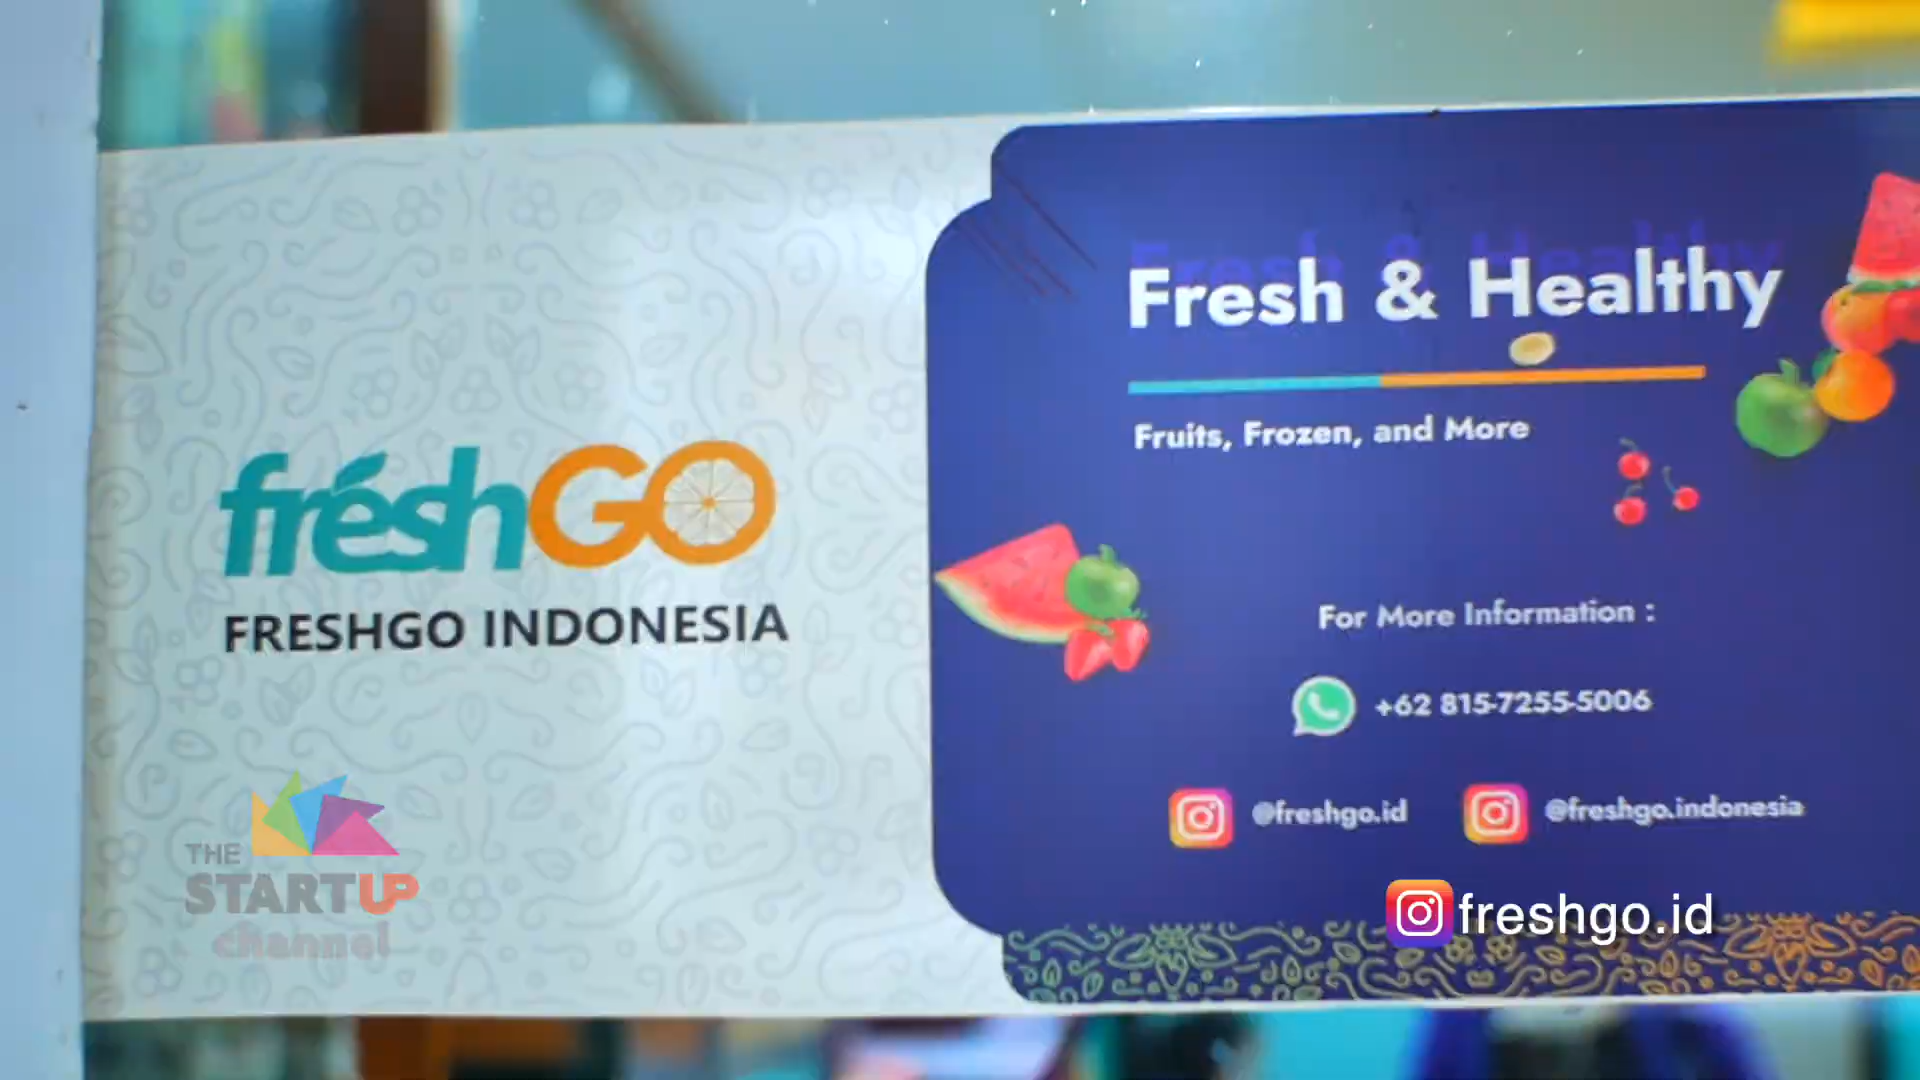 fréshGO
FRESHGO INDONESIA
Fresh & Healthy
Fruits, Frozen, and More
For More Information :
+62 815-7255-5006
@freshgo.id
@freshgo.indonesia
freshgo.id
THE
STARTUP
channel